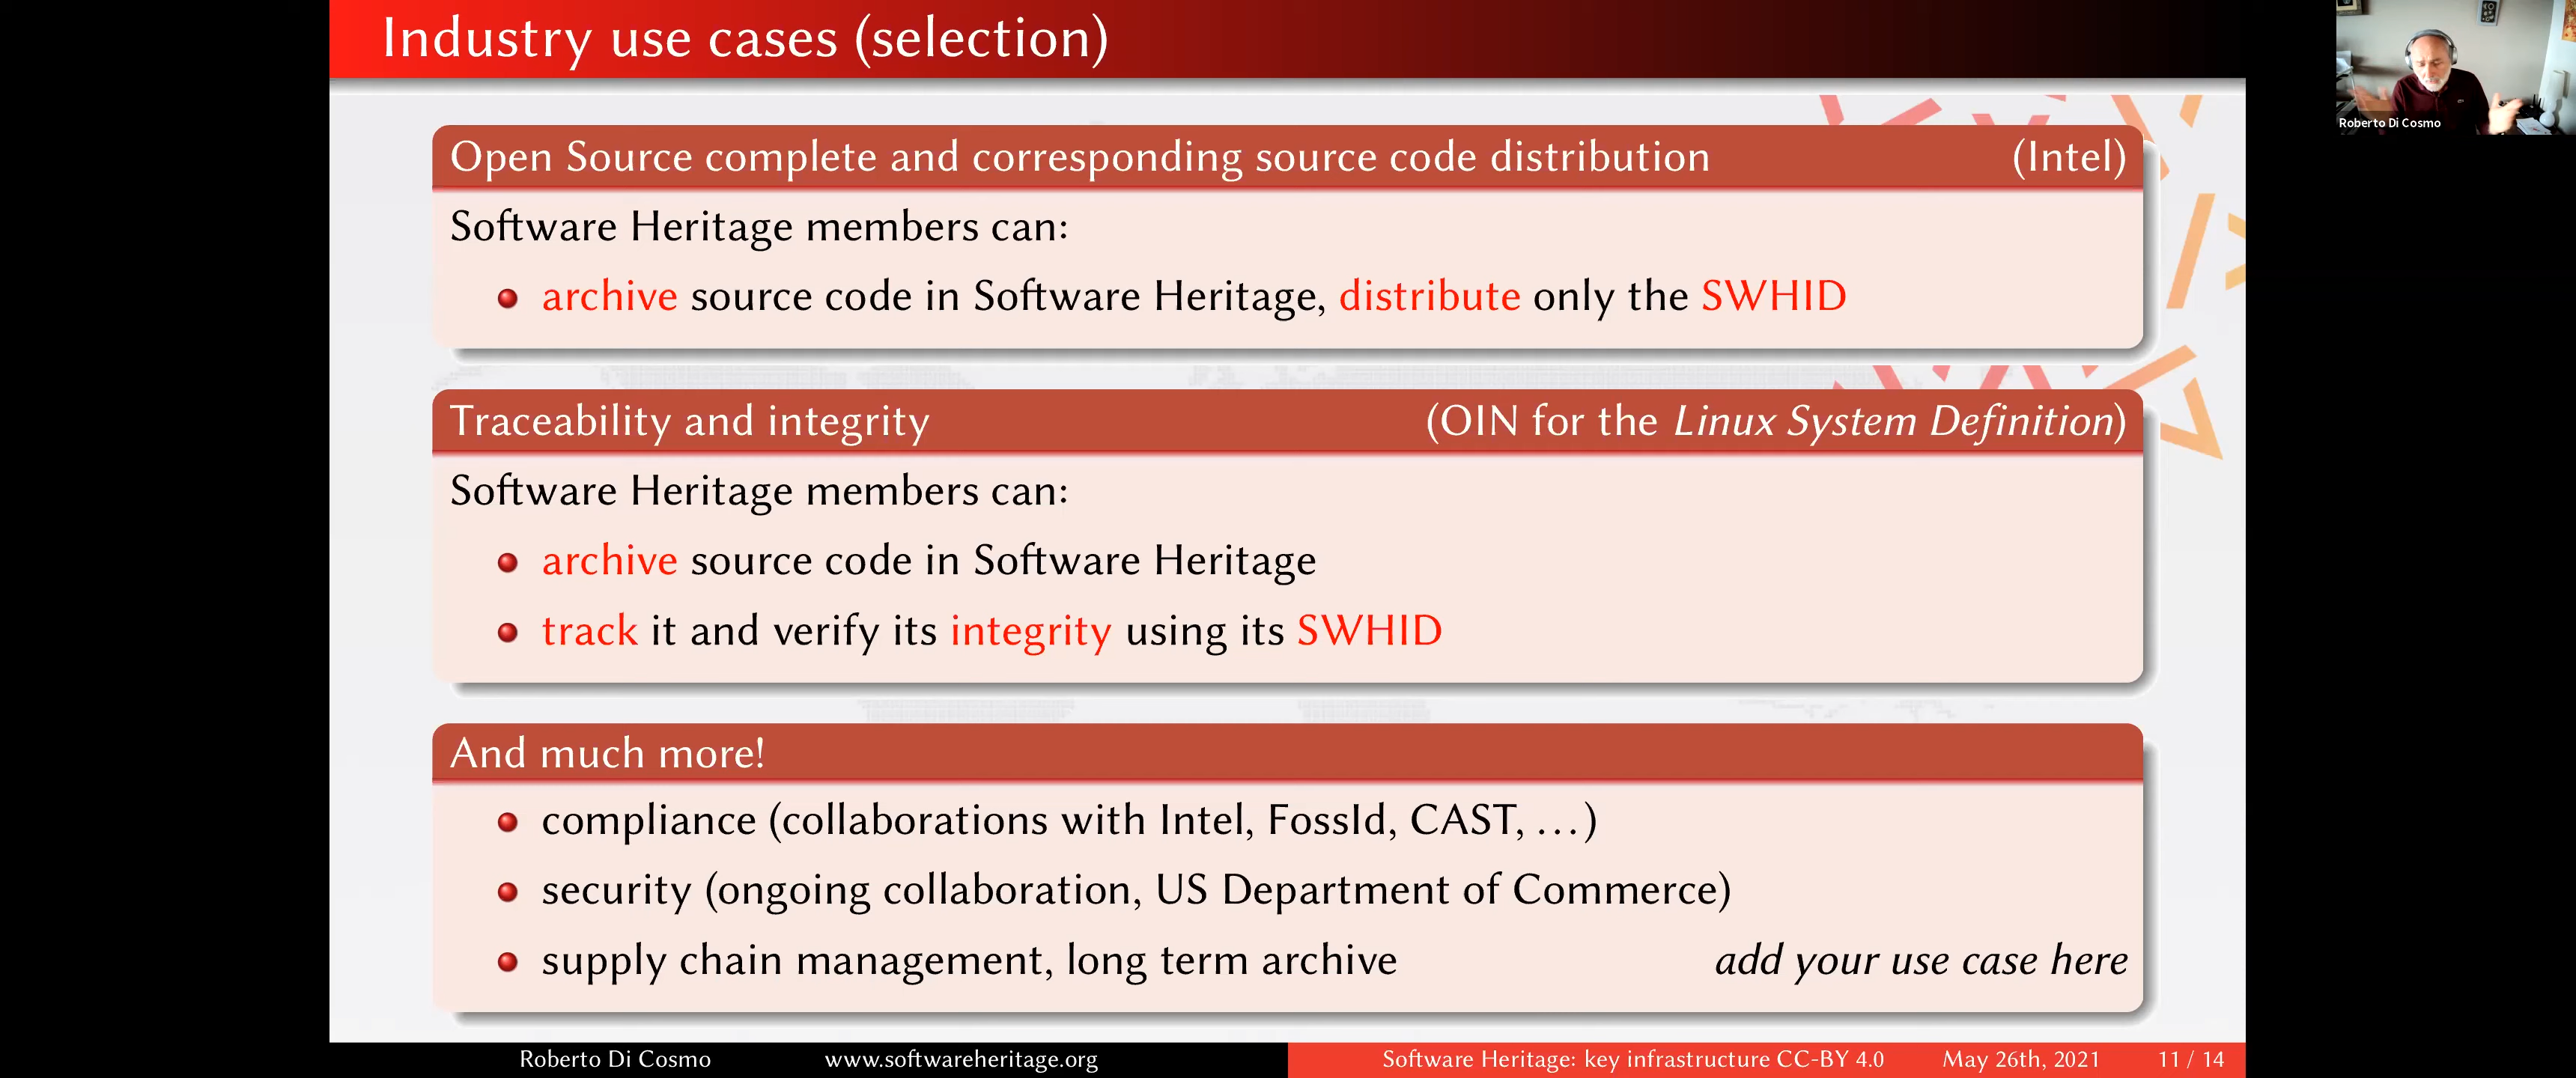 Industry use cases (selection)
Roberto Di Cosmo
Open Source complete and corresponding source code distribution (Intel)
Software Heritage members can:
archive source code in Software Heritage, distribute only the SWHID
Traceability and integrity (OIN for the Linux System Definition)
Software Heritage members can:
archive source code in Software Heritage
track it and verify its integrity using its SWHID
And much more!
compliance (collaborations with Intel, FossId, CAST, ...)
security (ongoing collaboration, US Department of Commerce)
supply chain management, long term archive add your use case here
Roberto Di Cosmo www.softwareheritage.org Software Heritage: key infrastructure CC-BY 4.0 May 26th, 2021 11 / 14